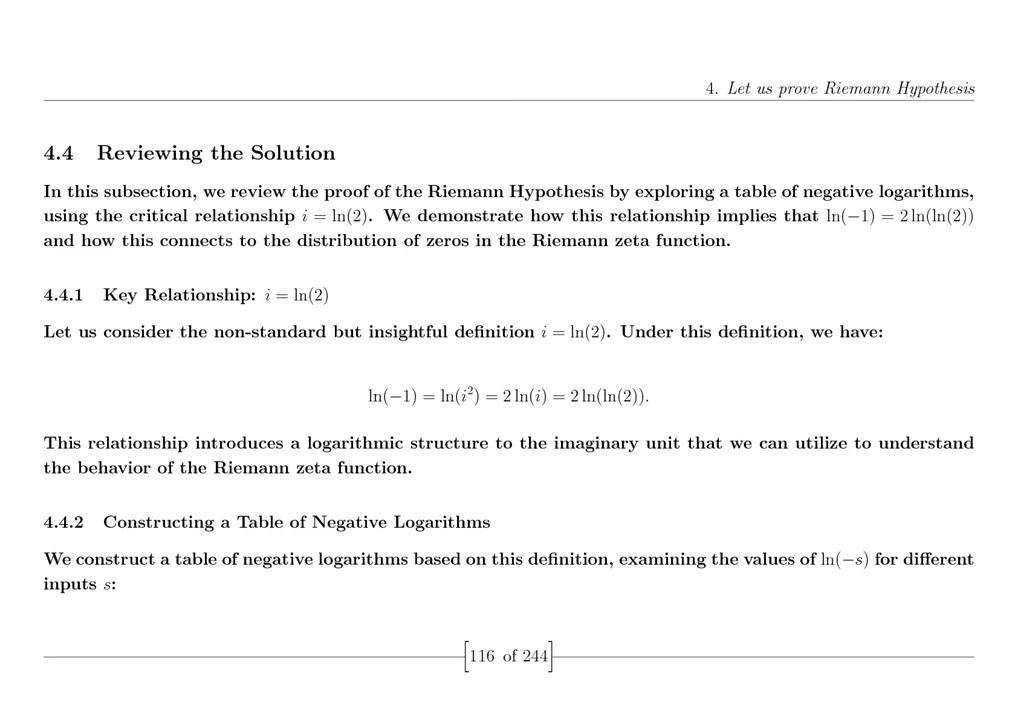 4. Let us prove Riemann Hypothesis
4.4 Reviewing the Solution
In this subsection, we review the proof of the Riemann Hypothesis by exploring a table of negative logarithms,
using the critical relationship i = ln(2). We demonstrate how this relationship implies that ln(−1) = 2 ln(ln(2))
and how this connects to the distribution of zeros in the Riemann zeta function.
4.4.1 Key Relationship: i = ln(2)
Let us consider the non-standard but insightful definition i = ln(2). Under this definition, we have:
ln(−1) = ln(i²) = 2 ln(i) = 2 ln(ln(2)).
This relationship introduces a logarithmic structure to the imaginary unit that we can utilize to understand
the behavior of the Riemann zeta function.
4.4.2 Constructing a Table of Negative Logarithms
We construct a table of negative logarithms based on this definition, examining the values of ln(−s) for different
inputs s:
[116 of 244]